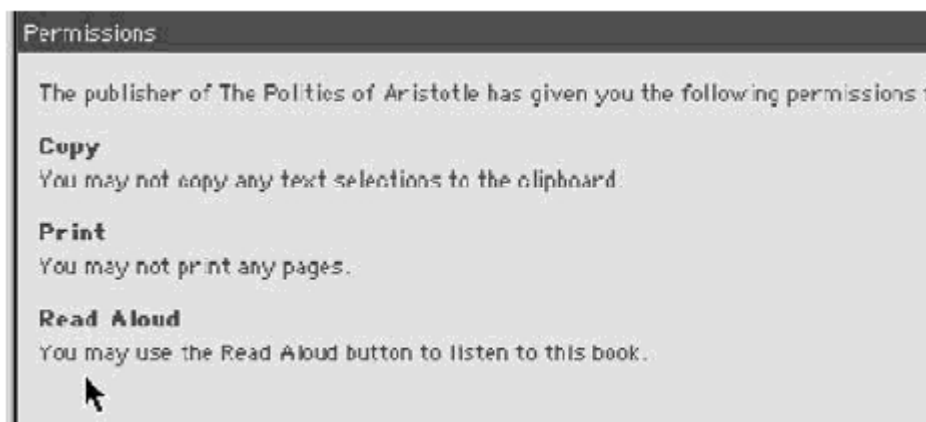 Permissions
The publisher of The Politics of Aristotle has given you the following permissions
Copy
You may not copy any text selections to the clipboard.
Print
You may not print any pages.
Read Aloud
You may use the Read Aloud button to listen to this book.